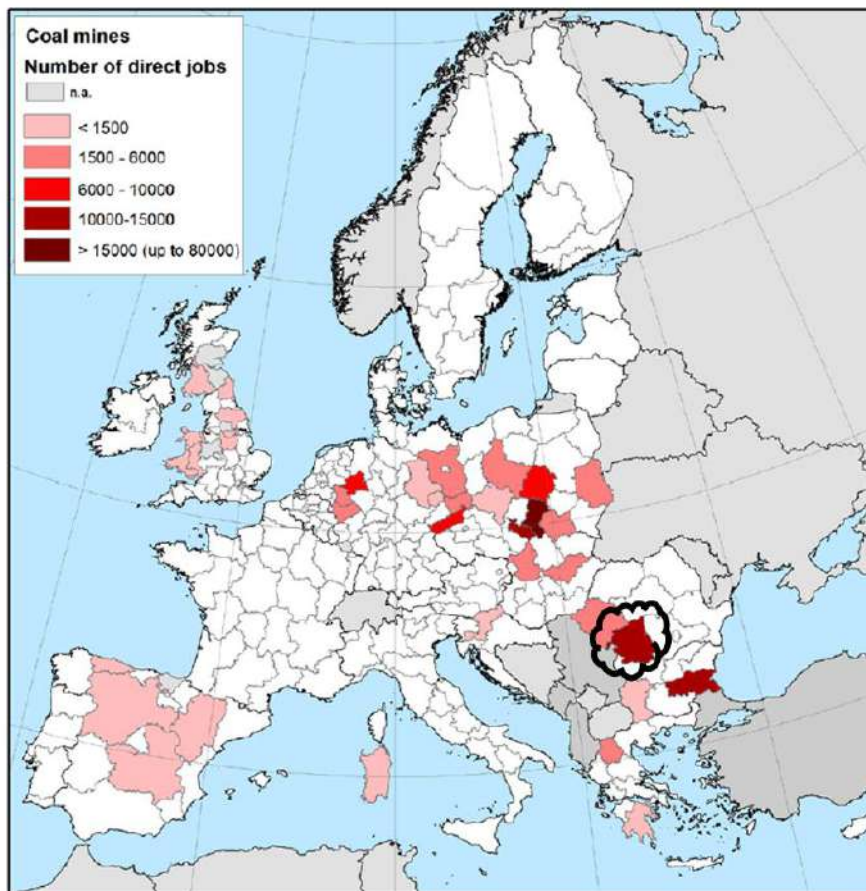 Coal mines
Number of direct jobs
n.a.
< 1500
1500 - 6000
6000 - 10000
10000-15000
> 15000 (up to 80000)